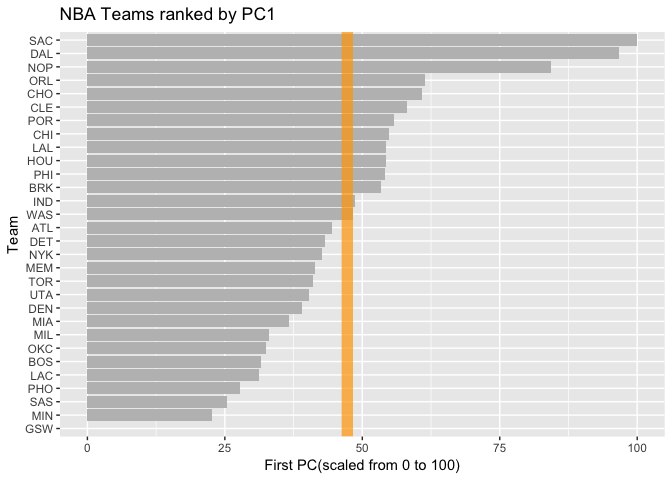 NBA Teams ranked by PC1
Team
SAC
DAL
NOP
ORL
CHO
CLE
POR
CHI
LAL
HOU
PHI
BRK
IND
WAS
ATL
DET
NYK
MEM
TOR
UTA
DEN
MIA
MIL
OKC
BOS
LAC
PHO
SAS
MIN
GSW
0 25 50 75 100
First PC(scaled from 0 to 100)